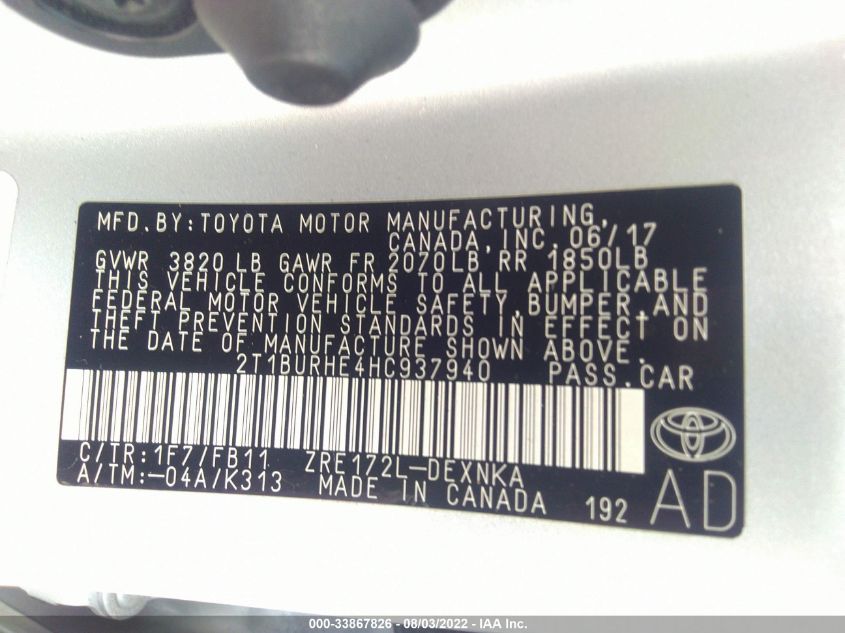 MFD.BY:TOYOTA MOTOR MANUFACTURING,
CANADA,INC. 06/17
GVWR 3820 LB GAWR FR 2070LB RR 1850LB
THIS VEHICLE CONFORMS TO ALL APPLICABLE
FEDERAL MOTOR VEHICLE SAFETY,BUMPER,AND
THEFT PREVENTION STANDARDS IN EFFECT ON
THE DATE OF MANUFACTURE SHOWN ABOVE.
2T1BURHE4HC937940 PASS.CAR
C/TR:1F7/FB11 ZRE172L-DEXNKA
A/TM:-04A/K313 MADE IN CANADA 192 AD
000-33867826 - 08/03/2022 - IAA Inc.